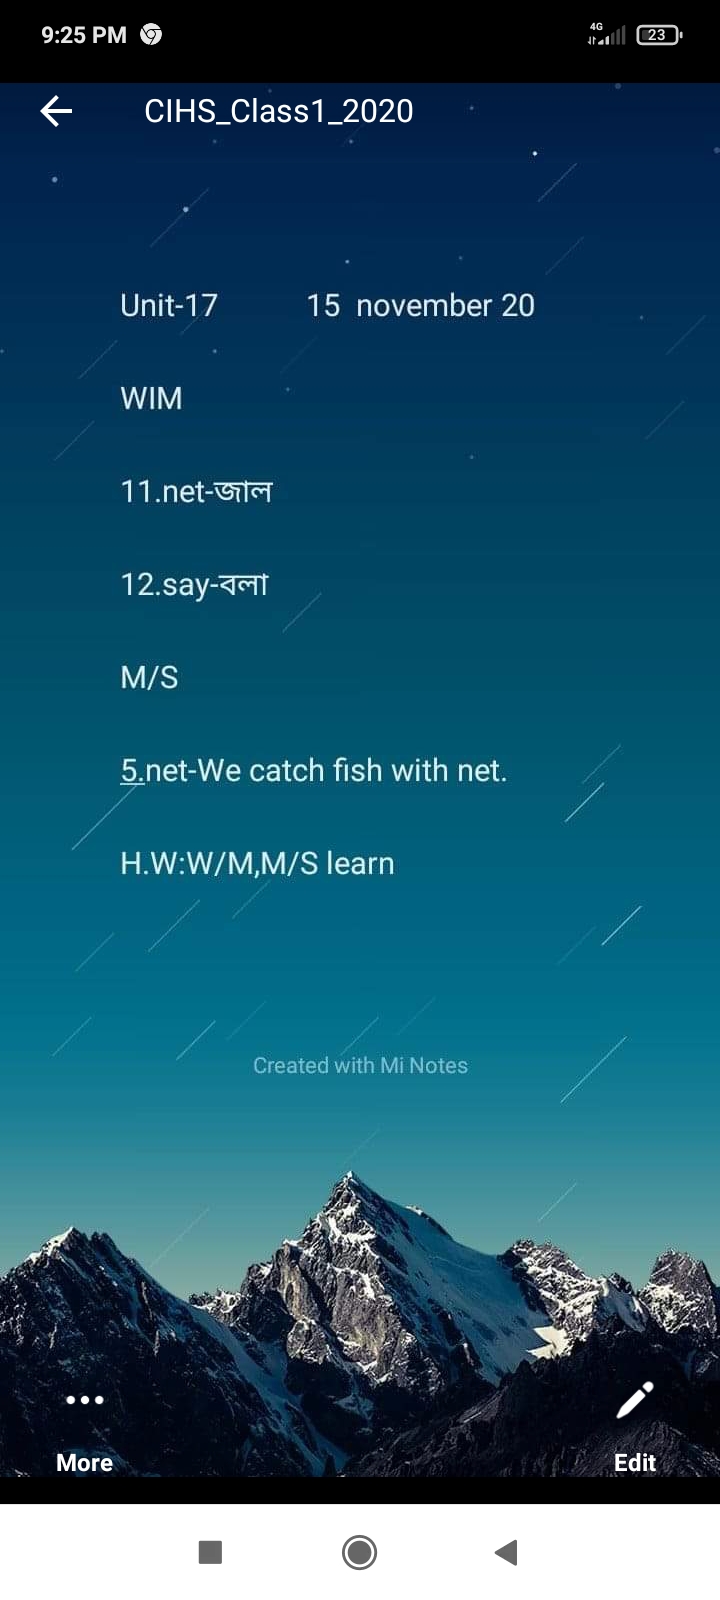 9:25 PM 4G 23
CIHS_Class1_2020
Unit-17 15 november 20
WIM
11.net-জাল
12.say-বলা
M/S
5.net-We catch fish with net.
H.W:W/M,M/S learn
Created with Mi Notes
More Edit